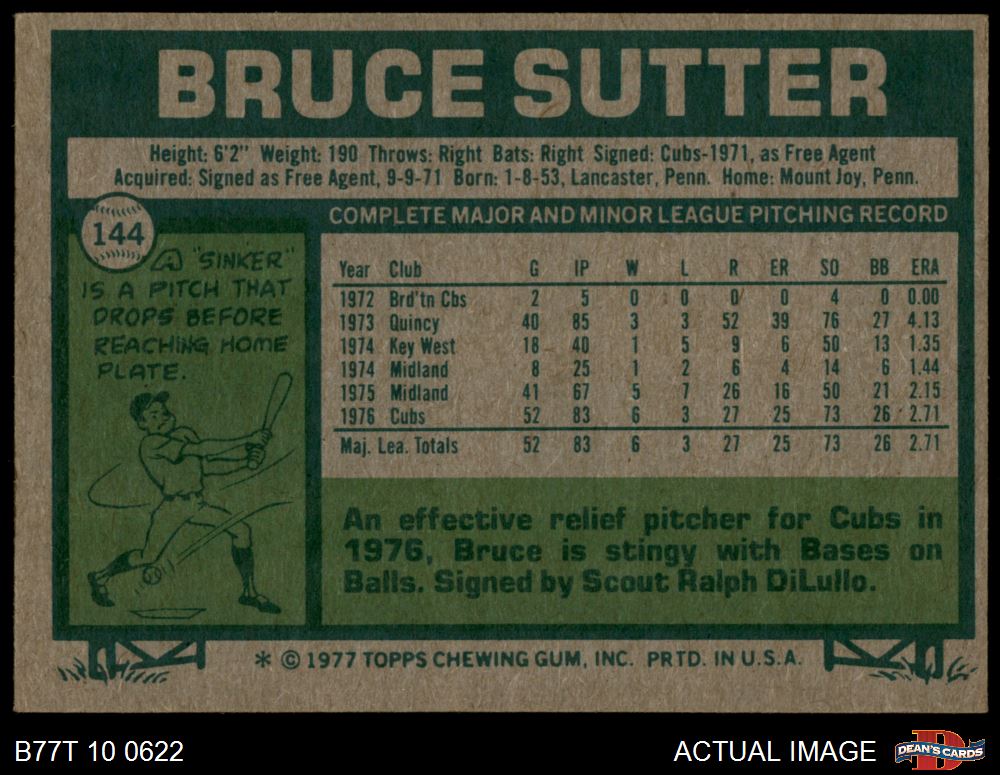 BRUCE SUTTER
Height: 6'2" Weight: 190 Throws: Right Bats: Right Signed: Cubs-1971, as Free Agent
Acquired: Signed as Free Agent, 9-9-71 Born: 1-8-53, Lancaster, Penn. Home: Mount Joy, Penn.
144
A "SINKER"
IS A PITCH THAT
DROPS BEFORE
REACHING HOME
PLATE.
COMPLETE MAJOR AND MINOR LEAGUE PITCHING RECORD
Year Club G IP W L R ER SO BB ERA
1972 Brd'tn Cbs 2 5 0 0 0 0 4 0 0.00
1973 Quincy 40 85 3 3 52 39 76 27 4.13
1974 Key West 18 40 1 5 9 6 50 13 1.35
1974 Midland 8 25 1 2 6 4 14 6 1.44
1975 Midland 41 67 5 7 26 16 50 21 2.15
1976 Cubs 52 83 6 3 27 25 73 26 2.71
Maj. Lea. Totals 52 83 6 3 27 25 73 26 2.71
An effective relief pitcher for Cubs in
1976, Bruce is stingy with Bases on
Balls. Signed by Scout Ralph DiLullo.
* © 1977 TOPPS CHEWING GUM, INC. PRTD. IN U.S.A.
B77T 10 0622
ACTUAL IMAGE
D
DEAN'S CARDS